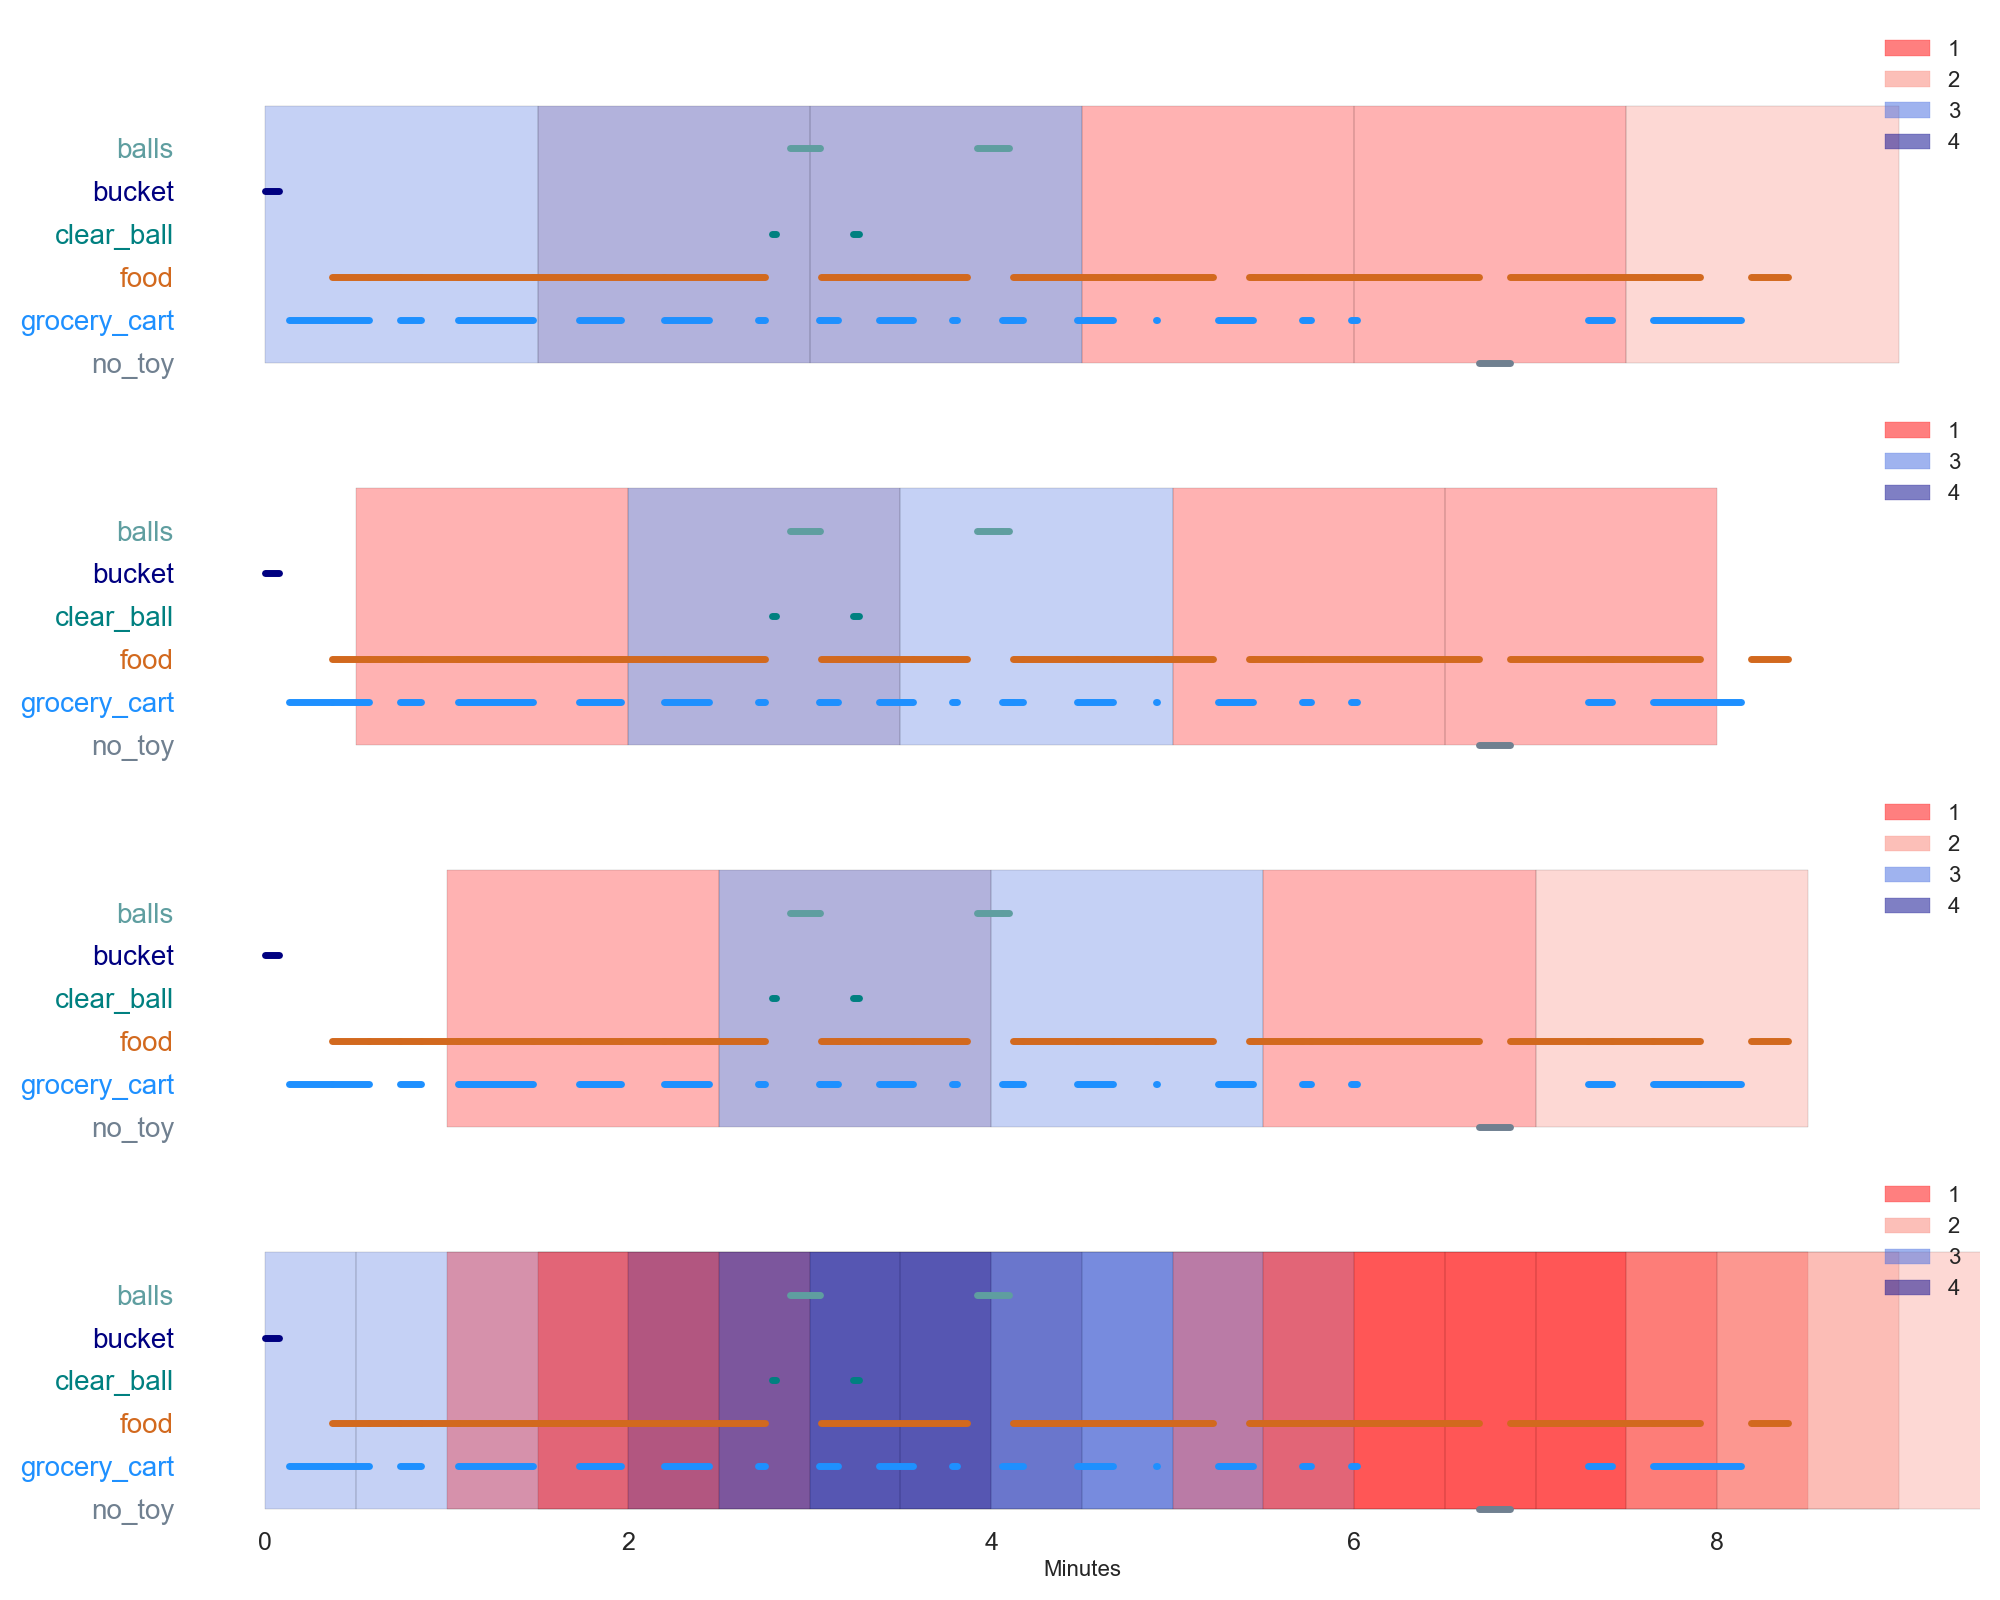 1
2
3
4
balls
bucket
clear_ball
food
grocery_cart
no_toy
1
3
4
balls
bucket
clear_ball
food
grocery_cart
no_toy
1
2
3
4
balls
bucket
clear_ball
food
grocery_cart
no_toy
1
2
3
4
balls
bucket
clear_ball
food
grocery_cart
no_toy
0 2 4 6 8
Minutes